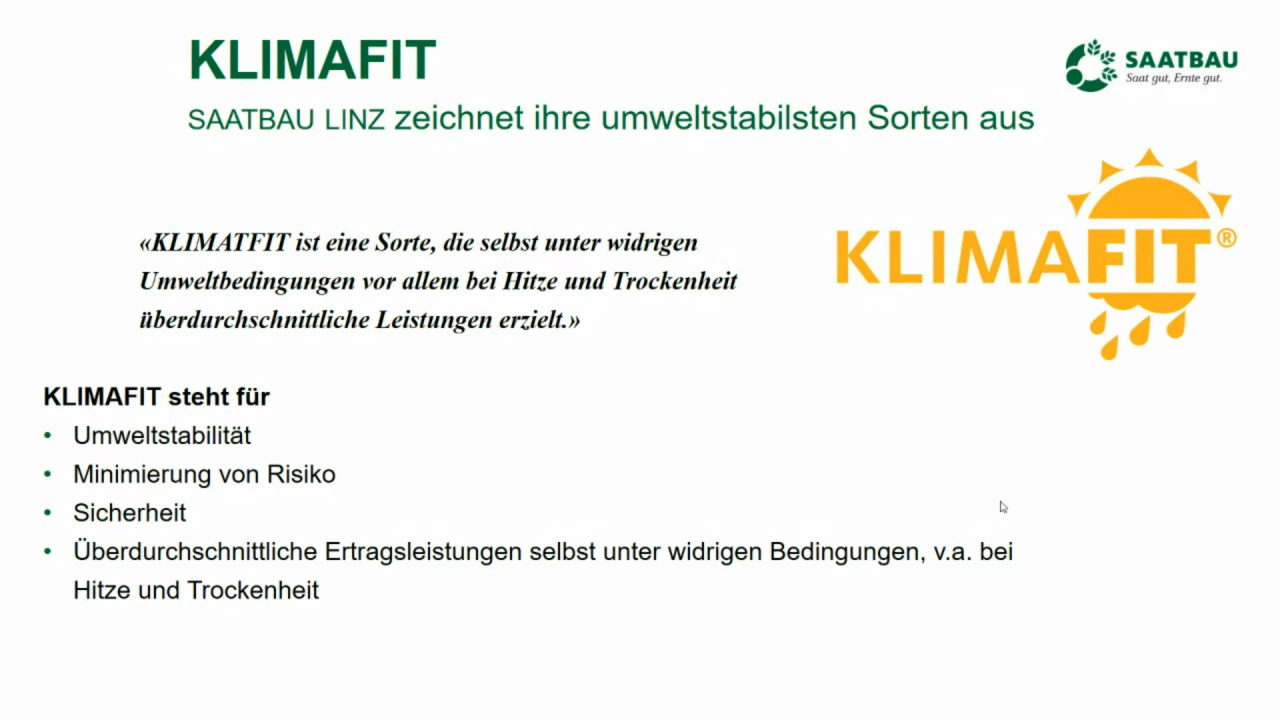 KLIMAFIT
SAATBAU LINZ zeichnet ihre umweltstabilsten Sorten aus
SAATBAU
Saat gut, Ernte gut.
«KLIMATFIT ist eine Sorte, die selbst unter widrigen
Umweltbedingungen vor allem bei Hitze und Trockenheit
überdurchschnittliche Leistungen erzielt.»
KLIMAFIT®
KLIMAFIT steht für
• Umweltstabilität
• Minimierung von Risiko
• Sicherheit
• Überdurchschnittliche Ertragsleistungen selbst unter widrigen Bedingungen, v.a. bei
Hitze und Trockenheit